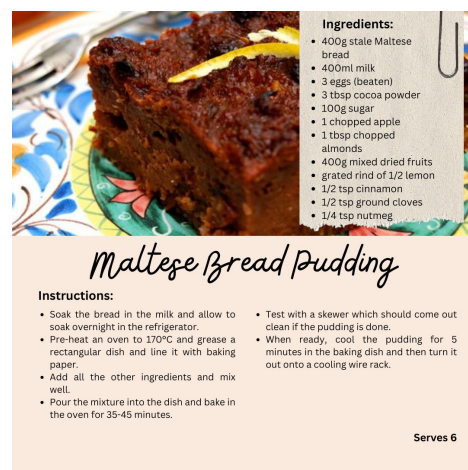 Ingredients:
• 400g stale Maltese
bread
• 400ml milk
• 3 eggs (beaten)
• 3 tbsp cocoa powder
• 100g sugar
• 1 chopped apple
• 1 tbsp chopped
almonds
• 400g mixed dried fruits
• grated rind of 1/2 lemon
• 1/2 tsp cinnamon
• 1/2 tsp ground cloves
• 1/4 tsp nutmeg
Maltese Bread Pudding
Instructions:
• Soak the bread in the milk and allow to
soak overnight in the refrigerator.
• Pre-heat an oven to 170°C and grease a
rectangular dish and line it with baking
paper.
• Add all the other ingredients and mix
well.
• Pour the mixture into the dish and bake in
the oven for 35-45 minutes.
• Test with a skewer which should come out
clean if the pudding is done.
• When ready, cool the pudding for 5
minutes in the baking dish and then turn it
out onto a cooling wire rack.
Serves 6